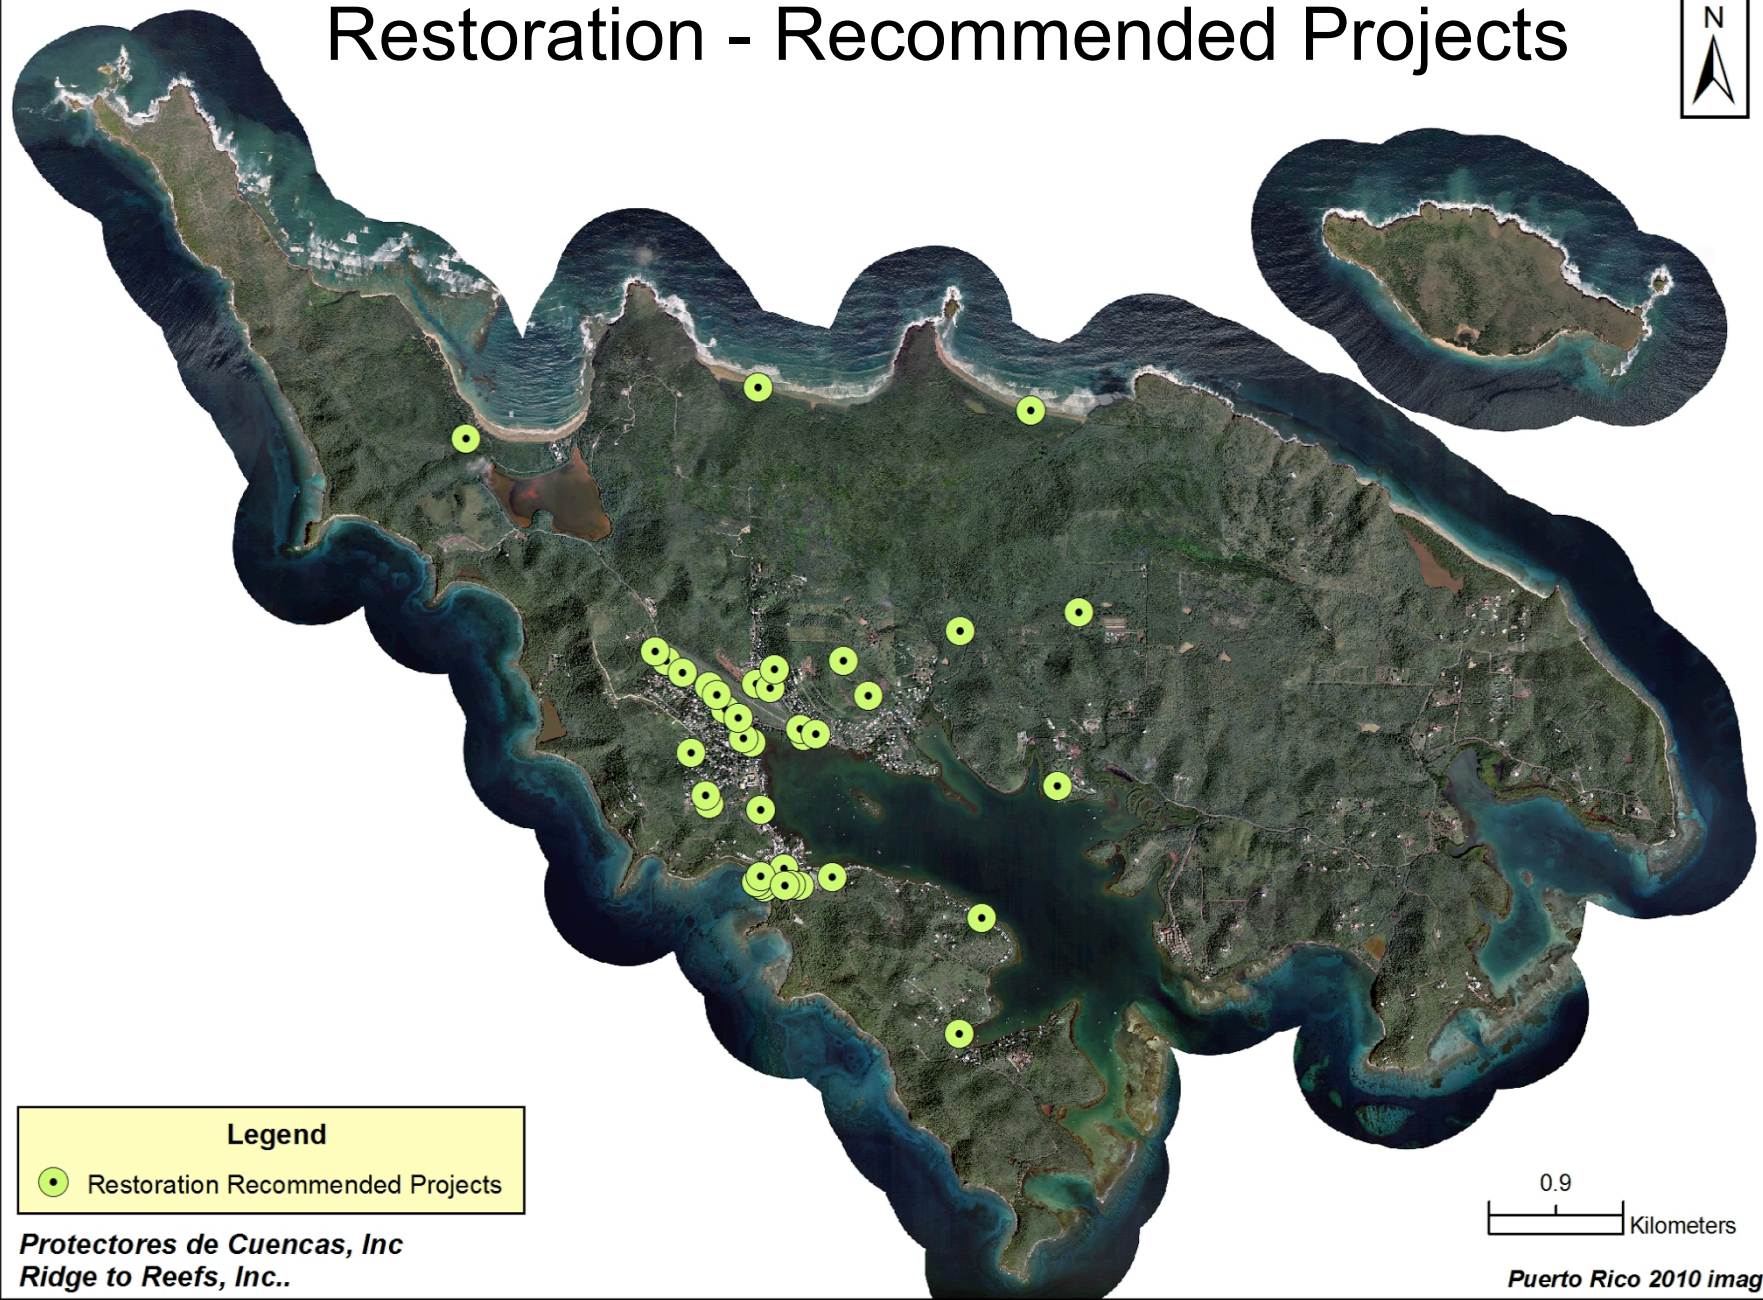 Restoration - Recommended Projects
N
Legend
Restoration Recommended Projects
Protectores de Cuencas, Inc
Ridge to Reefs, Inc..
0.9
Kilometers
Puerto Rico 2010 imag